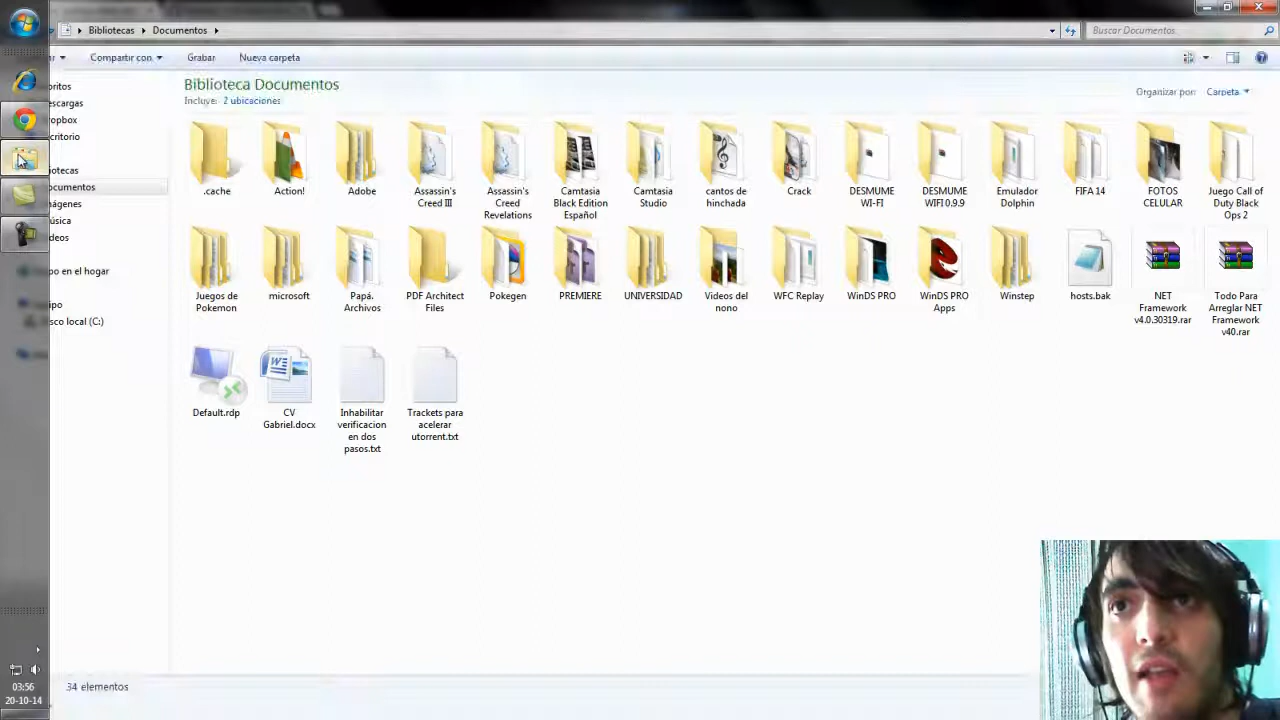 Bibliotecas
Documentos
Buscar Documentos
Compartir con
Grabar
Nueva carpeta
Biblioteca Documentos
Incluye: 2 ubicaciones
Organizar por: Carpeta
oritos
escargas
opbox
critorio
otecas
ocumentos
ágenes
úsica
deos
po en el hogar
ipo
sco local (C:)
.cache
Action!
Adobe
Assassin's
Creed III
Assassin's
Creed
Revelations
Camtasia
Black Edition
Español
Camtasia
Studio
cantos de
hinchada
Crack
DESMUME
WI-FI
DESMUME
WIFI 0.9.9
Emulador
Dolphin
FIFA 14
FOTOS
CELULAR
Juego Call of
Duty Black
Ops 2
Juegos de
Pokemon
microsoft
Papá.
Archivos
PDF Architect
Files
Pokegen
PREMIERE
UNIVERSIDAD
Videos del
nono
WFC Replay
WinDS PRO
WinDS PRO
Apps
Winstep
hosts.bak
NET
Framework
v4.0.30319.rar
Todo Para
Arreglar NET
Framework
v40.rar
Default.rdp
CV
Gabriel.docx
Inhabilitar
verificacion
en dos
pasos.txt
Trackets para
acelerar
utorrent.txt
34 elementos
03:56
20-10-14